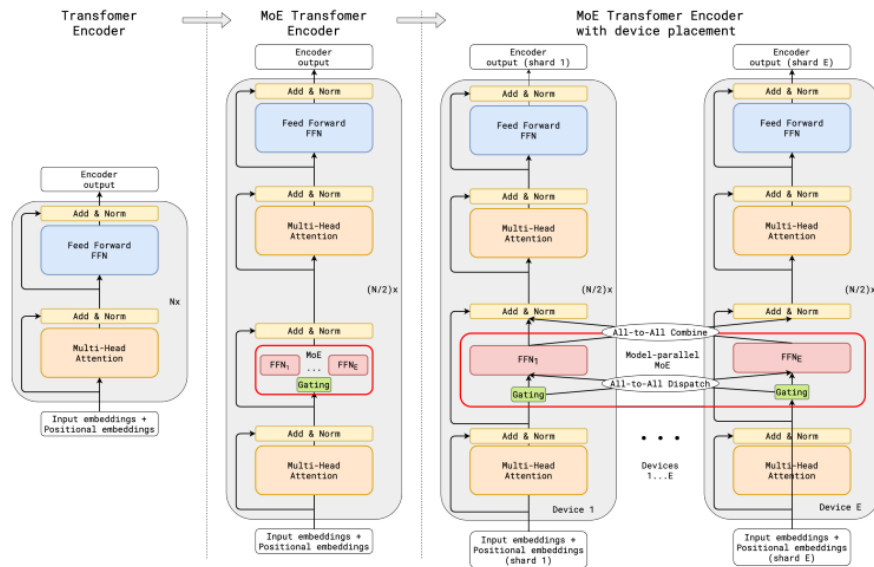 Transfomer
Encoder
Encoder
output
Add & Norm
Feed Forward
FFN
Nx
Add & Norm
Multi-Head
Attention
Input embeddings +
Positional embeddings
MoE Transfomer
Encoder
Encoder
output
Add & Norm
Feed Forward
FFN
Add & Norm
Multi-Head
Attention
(N/2)x
Add & Norm
MoE
FFN1
...
FFNE
Gating
Add & Norm
Multi-Head
Attention
Input embeddings +
Positional embeddings
MoE Transfomer Encoder
with device placement
Encoder
output (shard 1)
Add & Norm
Feed Forward
FFN
Add & Norm
Multi-Head
Attention
(N/2)x
Add & Norm
All-to-All Combine
FFN1
Model-parallel
MoE
All-to-All Dispatch
Gating
Add & Norm
Multi-Head
Attention
Device 1
Input embeddings +
Positional embeddings
(shard 1)
• • •
Devices
1...E
Encoder
output (shard E)
Add & Norm
Feed Forward
FFN
Add & Norm
Multi-Head
Attention
(N/2)x
Add & Norm
FFNE
Gating
Add & Norm
Multi-Head
Attention
Device E
Input embeddings +
Positional embeddings
(shard E)